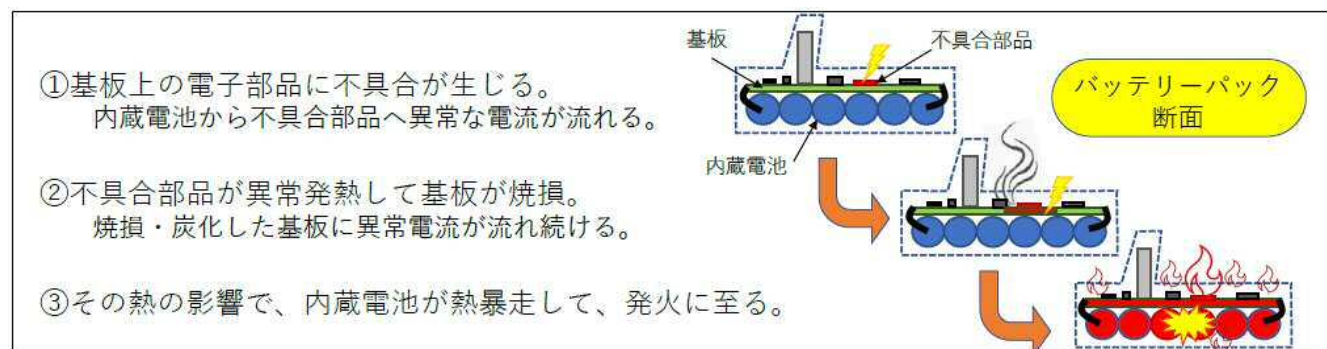 ①基板上の電子部品に不具合が生じる。
内蔵電池から不具合部品へ異常な電流が流れる。
②不具合部品が異常発熱して基板が焼損。
焼損・炭化した基板に異常電流が流れ続ける。
③その熱の影響で、内蔵電池が熱暴走して、発火に至る。
基板
不具合部品
内蔵電池
バッテリーパック
断面